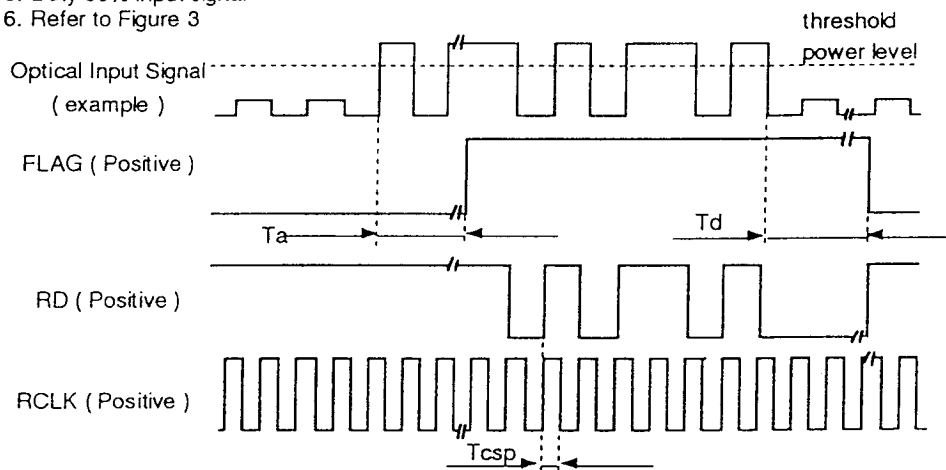 6. Refer to Figure 3
threshold
power level
Optical Input Signal
( example )
FLAG ( Positive )
Ta
Td
RD ( Positive )
RCLK ( Positive )
Tcsp